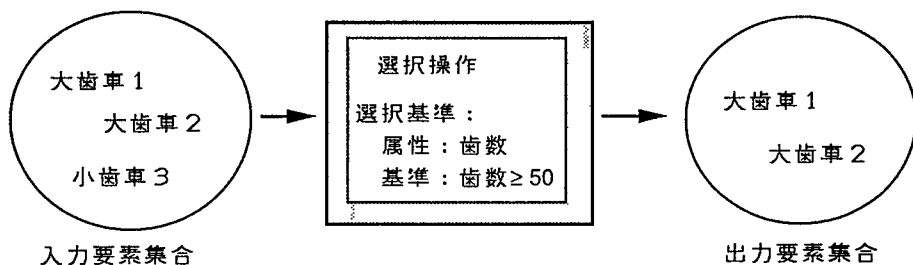 大歯車1
大歯車2
小歯車3
入力要素集合
選択操作
選択基準：
属性：歯数
基準：歯数≥50
大歯車1
大歯車2
出力要素集合